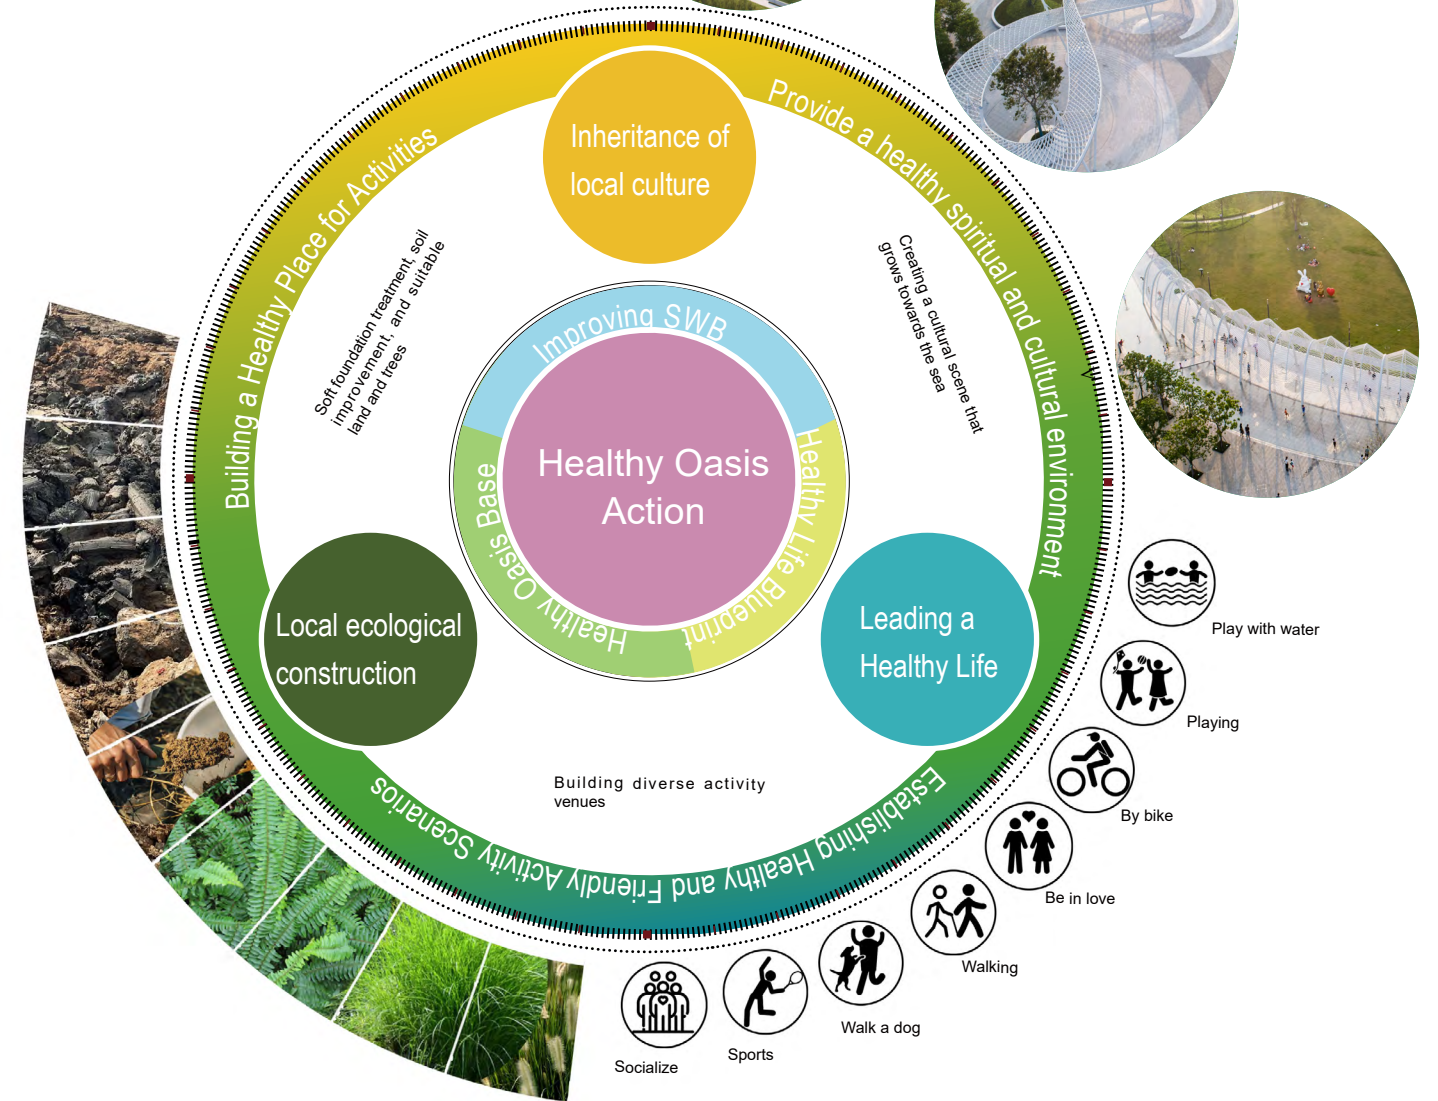 Inheritance of
local culture
Provide a healthy spiritual and cultural environment
Building a Healthy Place for Activities
Soft foundation treatment, soil
improvement, and suitable
land and trees
Creating a cultural scene that
grows towards the sea
Improving SWB
Healthy Oasis
Action
Healthy Oasis Base
Healthy Life Blueprint
Local ecological
construction
Leading a
Healthy Life
Building diverse activity
venues
Establishing Healthy and Friendly Activity Scenarios
Play with water
Playing
By bike
Be in love
Walking
Walk a dog
Sports
Socialize